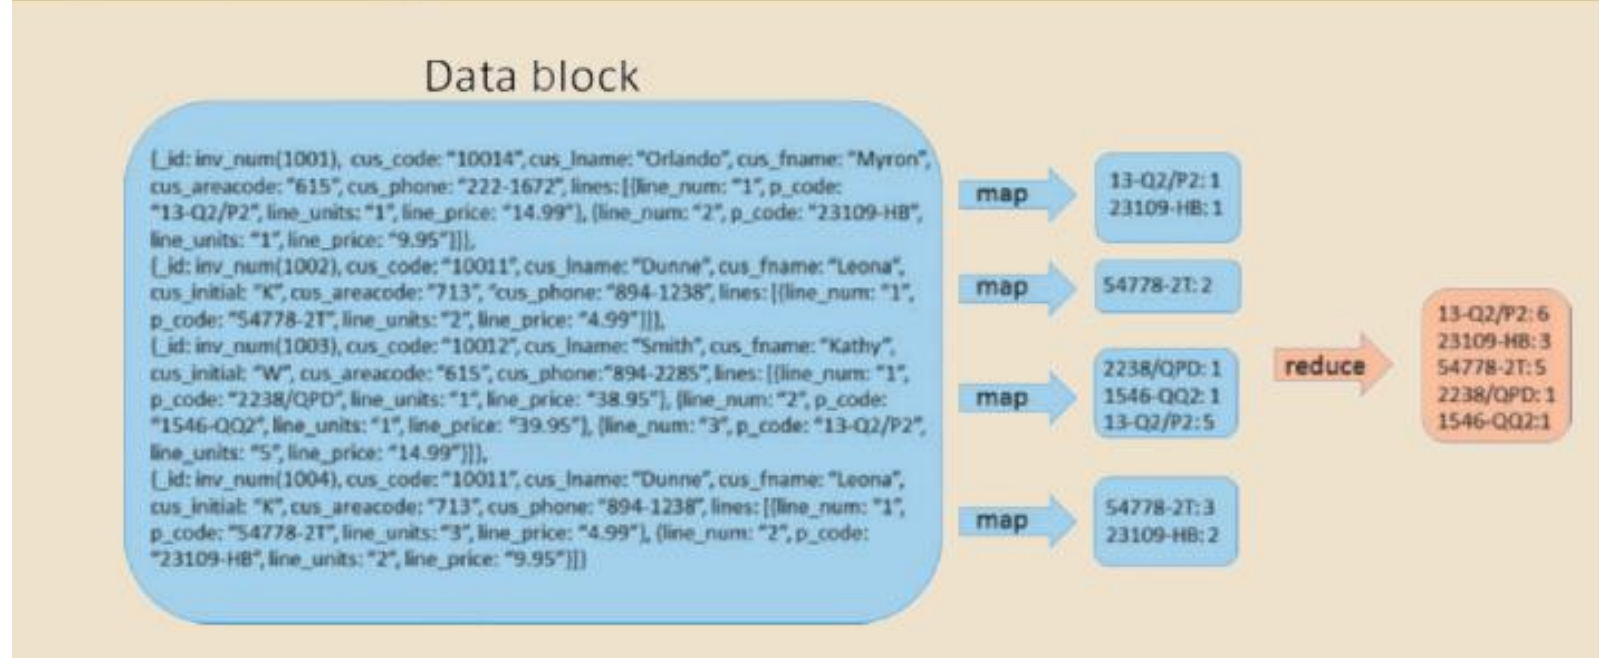 Data block
{_id: inv_num(1001), cus_code: "10014", cus_lname: "Orlando", cus_fname: "Myron",
cus_areacode: "615", cus_phone: "222-1672", lines: [{line_num: "1", p_code:
"13-Q2/P2", line_units: "1", line_price: "14.99"}, {line_num: "2", p_code: "23109-HB",
line_units: "1", line_price: "9.95"}]},
{_id: inv_num(1002), cus_code: "10011", cus_lname: "Dunne", cus_fname: "Leona",
cus_initial: "K", cus_areacode: "713", "cus_phone: "894-1238", lines: [{line_num: "1",
p_code: "54778-2T", line_units: "2", line_price: "4.99"}]},
{_id: inv_num(1003), cus_code: "10012", cus_lname: "Smith", cus_fname: "Kathy",
cus_initial: "W", cus_areacode: "615", cus_phone:"894-2285", lines: [{line_num: "1",
p_code: "2238/QPD", line_units: "1", line_price: "38.95"}, {line_num: "2", p_code:
"1546-QQ2", line_units: "1", line_price: "39.95"}, {line_num: "3", p_code: "13-Q2/P2",
line_units: "5", line_price: "14.99"}]},
{_id: inv_num(1004), cus_code: "10011", cus_lname: "Dunne", cus_fname: "Leona",
cus_initial: "K", cus_areacode: "713", cus_phone: "894-1238", lines: [{line_num: "1",
p_code: "54778-2T", line_units: "3", line_price: "4.99"}, {line_num: "2", p_code:
"23109-HB", line_units: "2", line_price: "9.95"}]}
map
13-Q2/P2: 1
23109-HB: 1
map
54778-2T: 2
map
2238/QPD: 1
1546-QQ2: 1
13-Q2/P2: 5
map
54778-2T: 3
23109-HB: 2
reduce
13-Q2/P2: 6
23109-HB: 3
54778-2T: 5
2238/QPD: 1
1546-QQ2:1